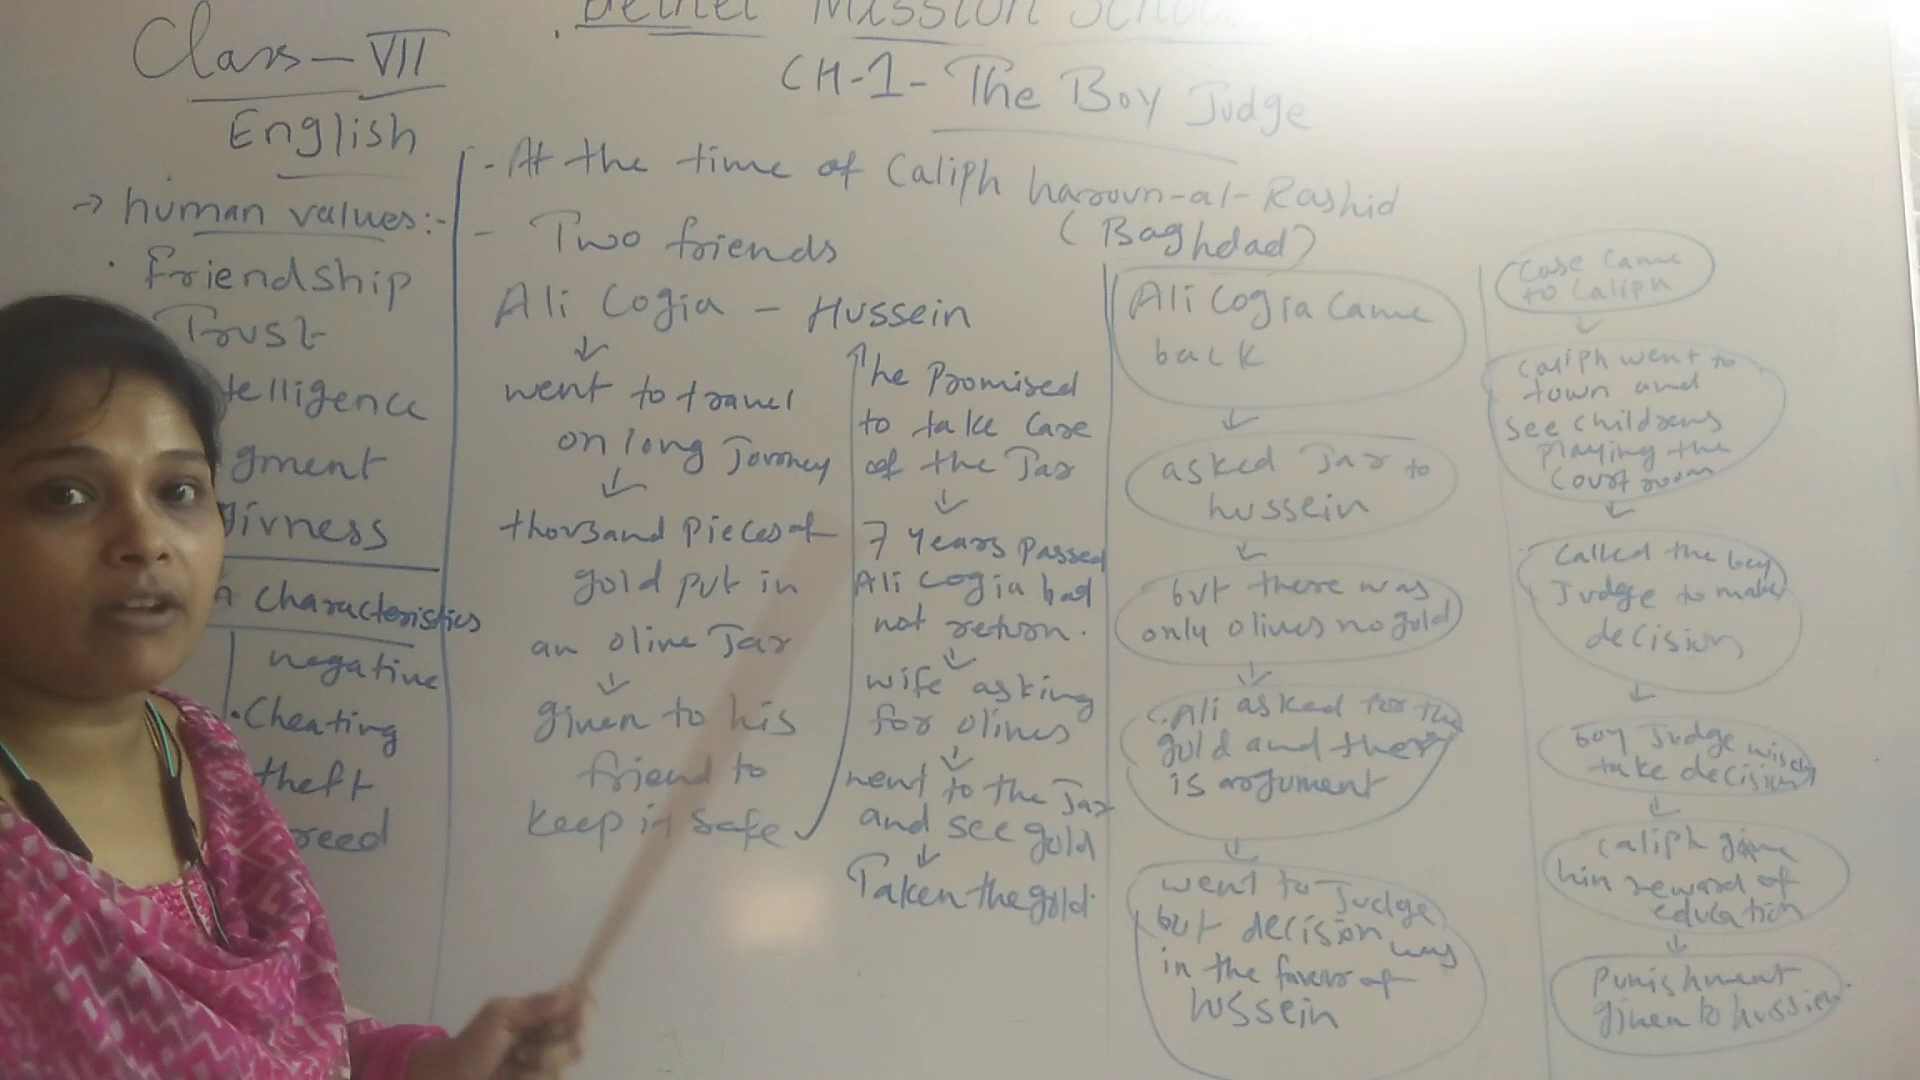 Bethel Mission School
Class - VII
English
CH-1- The Boy Judge
→ human values:-
· Friendship
Trust
telligence
gment
givness
characteristics
negative
· Cheating
theft
reed
- At the time of Caliph haroun-al-Rashid
(Baghdad)
- Two friends
Ali Cogia - Hussein
↓
went to travel
on long Journey
↓
thousand pieces of
gold put in
an olive Jar
↓
given to his
friend to
keep it safe
he Promised
to take care
of the Jar
↓
7 years passed
Ali Cogia had
not return.
↓
wife asking
for olives
↓
went to the Jar
and see gold
↓
Taken the gold.
Ali Cogia Came
back
↓
asked Jar to
hussein
↓
but there was
only olives no gold
↓
Ali asked for the
gold and there
is argument
↓
went to Judge
but decision was
in the favour of
hussein
Case Came
to Caliph
↓
Caliph went to
town and
see childrens
playing the
court room
↓
Called the boy
Judge to make
decision
↓
boy Judge
take decision
↓
Caliph give
him reward of
education
↓
Punishment
given to hussien